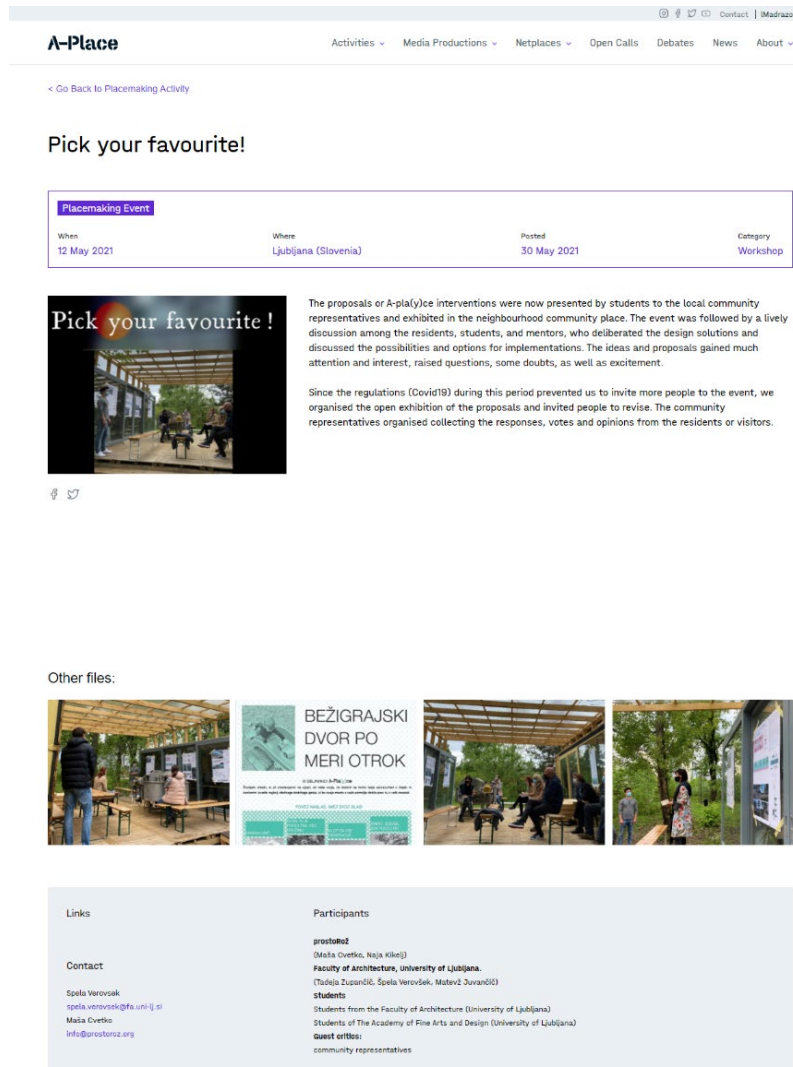 Contact | lMadrazo
A-Place
Activities Media Productions Netplaces Open Calls Debates News About
< Go Back to Placemaking Activity
Pick your favourite!
Placemaking Event
When Where Posted Category
12 May 2021 Ljubljana (Slovenia) 30 May 2021 Workshop
Pick your favourite !
The proposals or A-pla(y)ce interventions were now presented by students to the local community
representatives and exhibited in the neighbourhood community place. The event was followed by a lively
discussion among the residents, students, and mentors, who deliberated the design solutions and
discussed the possibilities and options for implementations. The ideas and proposals gained much
attention and interest, raised questions, some doubts, as well as excitement.
Since the regulations (Covid19) during this period prevented us to invite more people to the event, we
organised the open exhibition of the proposals and invited people to revise. The community
representatives organised collecting the responses, votes and opinions from the residents or visitors.
Other files:
BEŽIGRAJSKI
DVOR PO
MERI OTROK
Links
Contact
Spela Verovsek
spela.verovsek@fa.uni-lj.si
Maša Cvetko
info@prostoroz.org
Participants
prostoRož
(Maša Cvetko, Naja Kikelj)
Faculty of Architecture, University of Ljubljana.
(Tadeja Zupančič, Špela Verovšek, Matevž Juvančič)
Students
Students from the Faculty of Architecture (University of Ljubljana)
Students of The Academy of Fine Arts and Design (University of Ljubljana)
Guest critics:
community representatives